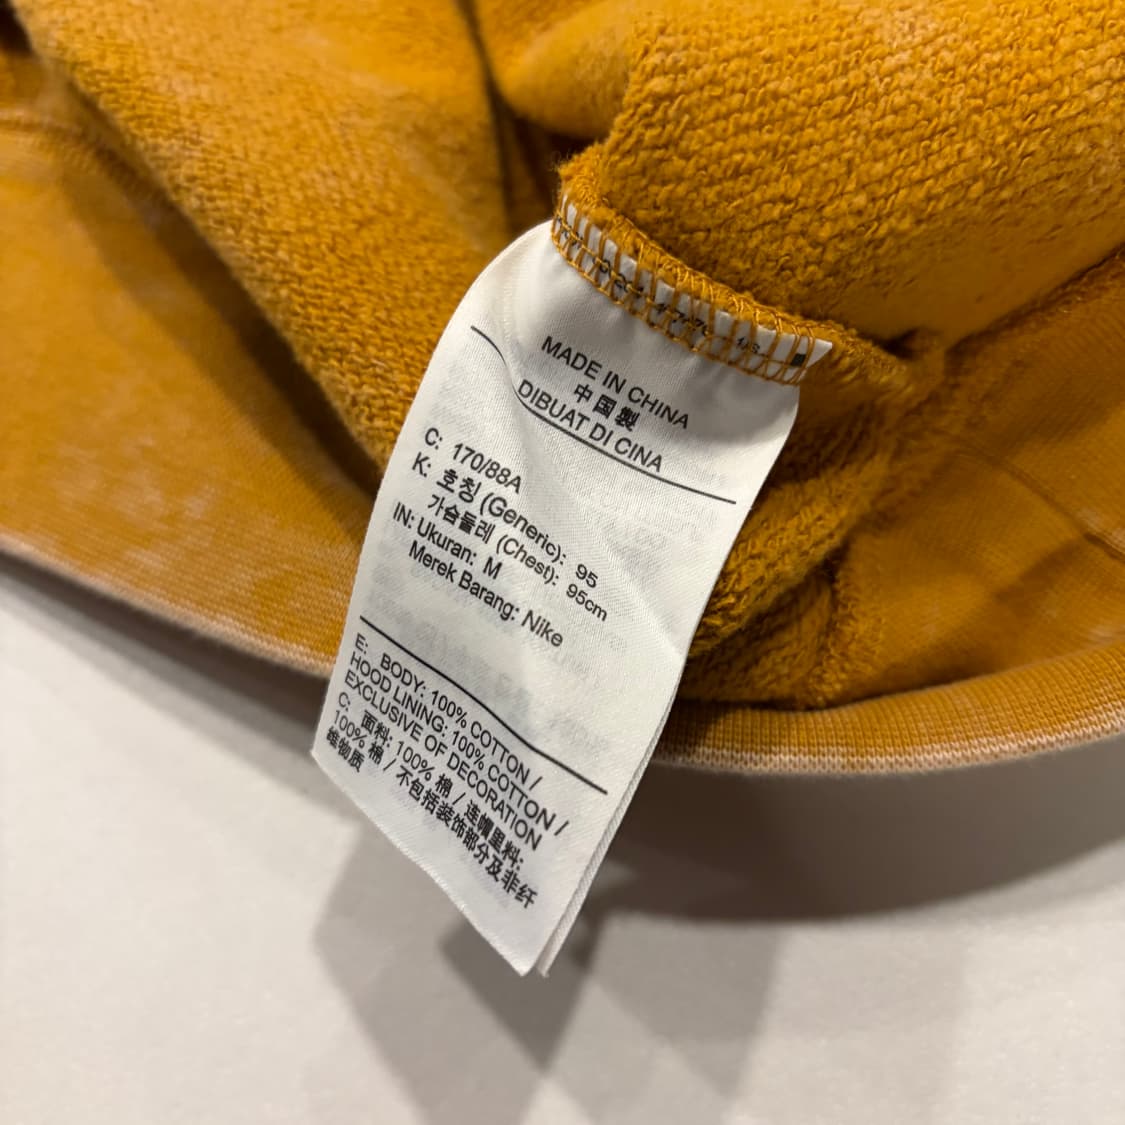 MADE IN CHINA
中国製
DIBUAT DI CINA
C: 170/88A
K: 호칭 (Generic): 95
가슴둘레 (Chest): 95cm
IN: Ukuran: M
Merek Barang: Nike
E: BODY: 100% COTTON /
HOOD LINING: 100% COTTON /
EXCLUSIVE OF DECORATION
C: 面料: 100% 棉 / 连帽里料:
100% 棉 / 不包括装饰部分及非纤
维物质